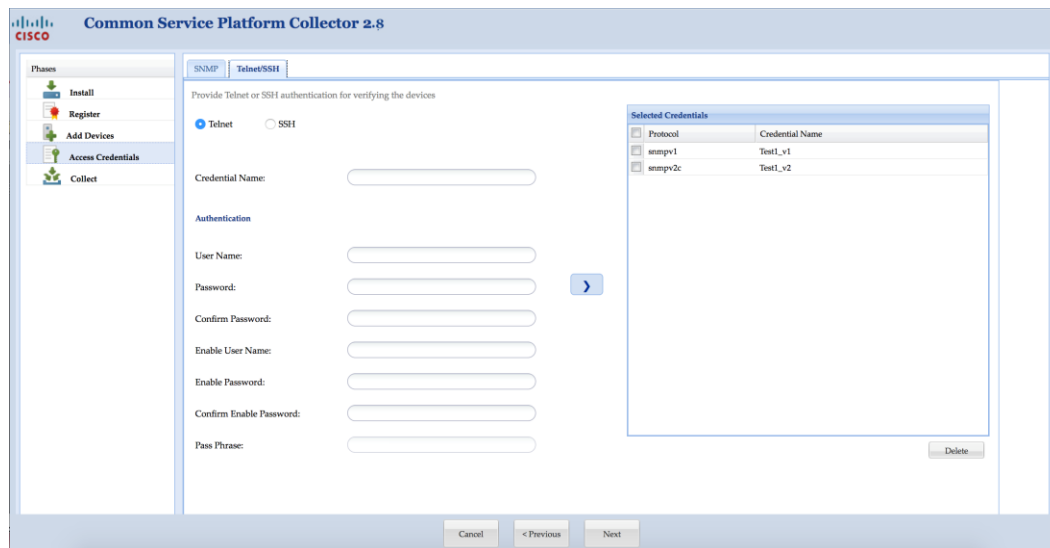 CISCO
Common Service Platform Collector 2.8
Phases
Install
Register
Add Devices
Access Credentials
Collect
SNMP
Telnet/SSH
Provide Telnet or SSH authentication for verifying the devices
Telnet SSH
Credential Name:
Authentication
User Name:
Password:
Confirm Password:
Enable User Name:
Enable Password:
Confirm Enable Password:
Pass Phrase:
Selected Credentials
Protocol Credential Name
snmpv1 Test1_v1
snmpv2c Test1_v2
Delete
Cancel
< Previous
Next